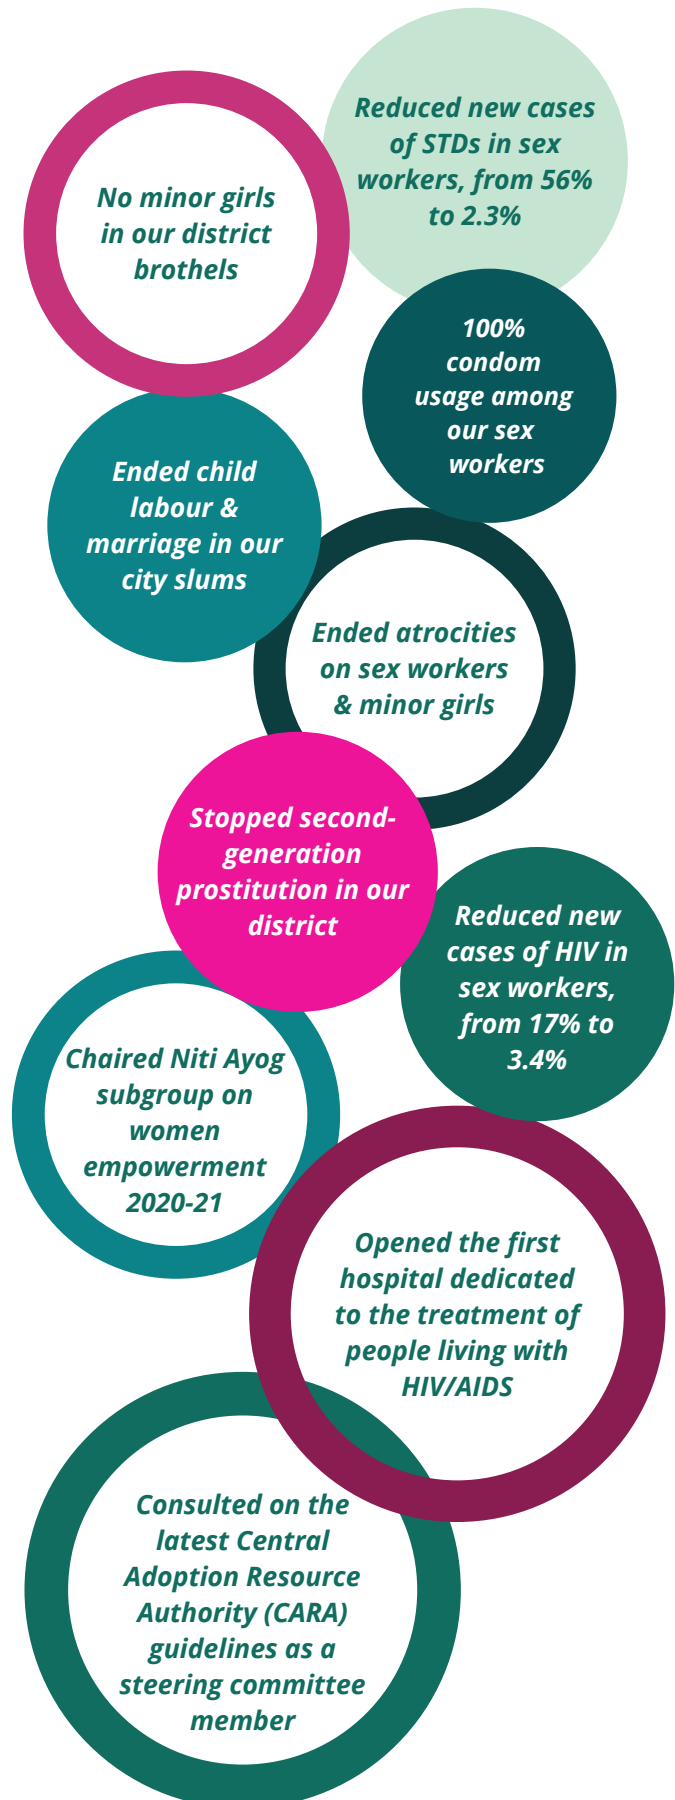 Reduced new cases
of STDs in sex
workers, from 56%
to 2.3%
No minor girls
in our district
brothels
100%
condom
usage among
our sex
workers
Ended child
labour &
marriage in our
city slums
Ended atrocities
on sex workers
& minor girls
Stopped second-
generation
prostitution in our
district
Reduced new
cases of HIV in
sex workers,
from 17% to
3.4%
Chaired Niti Ayog
subgroup on
women
empowerment
2020-21
Opened the first
hospital dedicated
to the treatment of
people living with
HIV/AIDS
Consulted on the
latest Central
Adoption Resource
Authority (CARA)
guidelines as a
steering committee
member